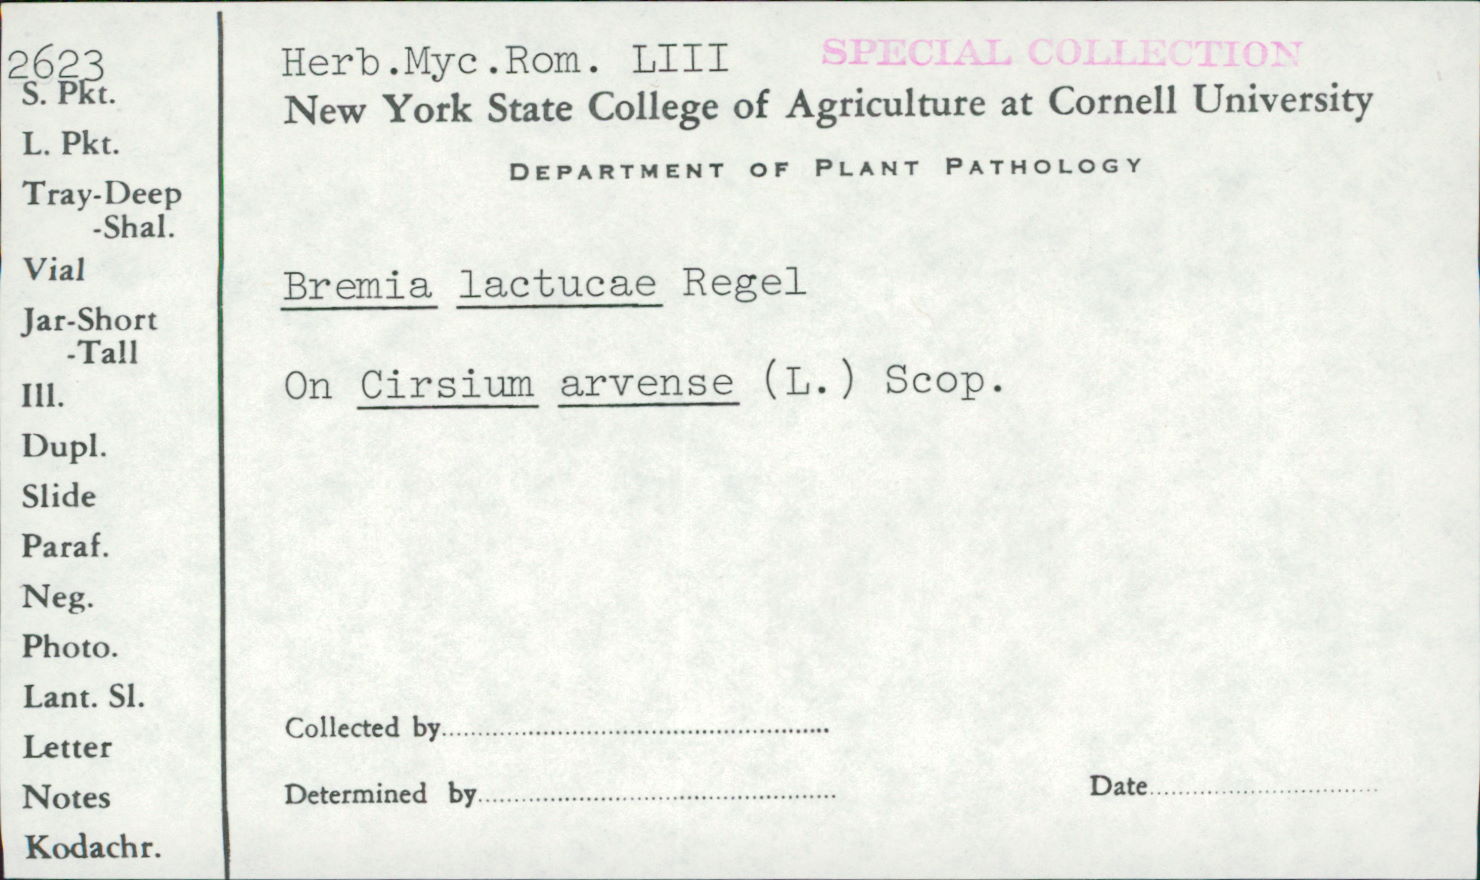 2623
S. Pkt.
L. Pkt.
Tray-Deep
-Shal.
Vial
Jar-Short
-Tall
Ill.
Dupl.
Slide
Paraf.
Neg.
Photo.
Lant. Sl.
Letter
Notes
Kodachr.
Herb.Myc.Rom. LIII
SPECIAL COLLECTION
New York State College of Agriculture at Cornell University
DEPARTMENT OF PLANT PATHOLOGY
Bremia lactucae Regel
On Cirsium arvense (L.) Scop.
Collected by
Determined by
Date